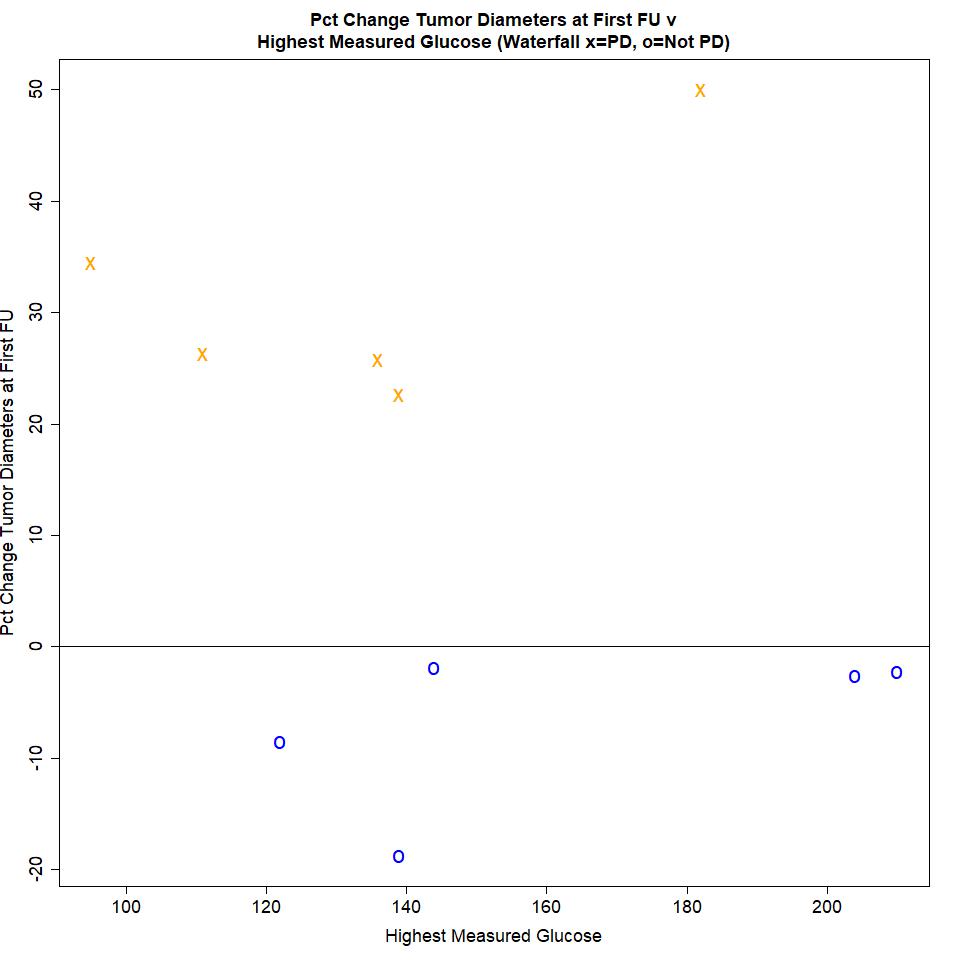 Pct Change Tumor Diameters at First FU v
Highest Measured Glucose (Waterfall x=PD, o=Not PD)
Pct Change Tumor Diameters at First FU
50
40
30
20
10
0
-10
-20
X
X
X
X
X
O
O
O
O
O
100
120
140
160
180
200
Highest Measured Glucose